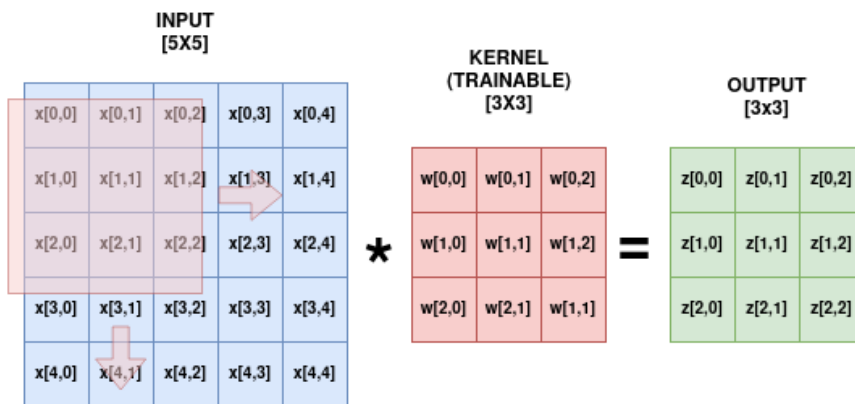 INPUT
[5X5]
x[0,0] x[0,1] x[0,2] x[0,3] x[0,4]
x[1,0] x[1,1] x[1,2] x[1,3] x[1,4]
x[2,0] x[2,1] x[2,2] x[2,3] x[2,4]
x[3,0] x[3,1] x[3,2] x[3,3] x[3,4]
x[4,0] x[4,1] x[4,2] x[4,3] x[4,4]
*
KERNEL
(TRAINABLE)
[3X3]
w[0,0] w[0,1] w[0,2]
w[1,0] w[1,1] w[1,2]
w[2,0] w[2,1] w[1,1]
=
OUTPUT
[3x3]
z[0,0] z[0,1] z[0,2]
z[1,0] z[1,1] z[1,2]
z[2,0] z[2,1] z[2,2]